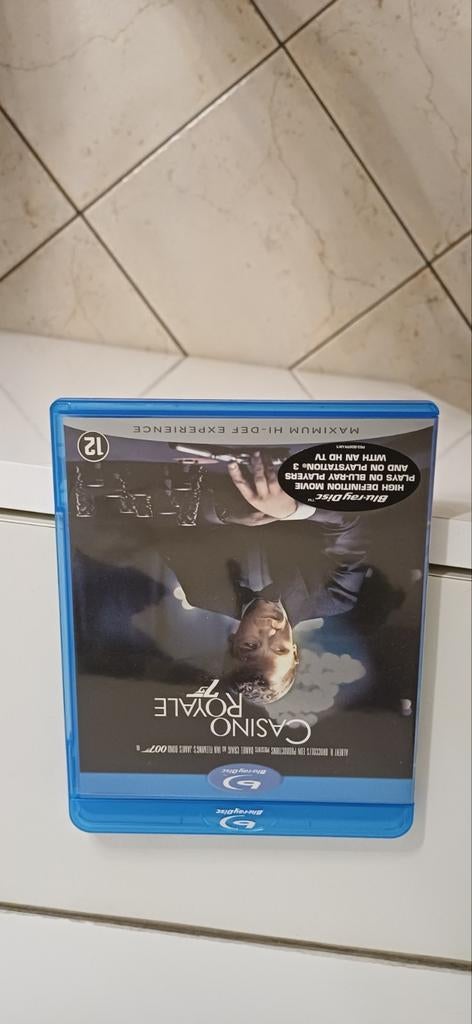 Blu-ray Disc
Blu-ray Disc
ALBERT R. BROCCOLI'S EON PRODUCTIONS PRESENTS DANIEL CRAIG AS IAN FLEMING'S JAMES BOND 007 IN
CASINO
ROYALE
Blu-ray Disc™
HIGH DEFINITION MOVIE
PLAYS ON BLU-RAY PLAYERS
AND ON PLAYSTATION® 3
WITH AN HD TV
12
MAXIMUM HI-DEF EXPERIENCE